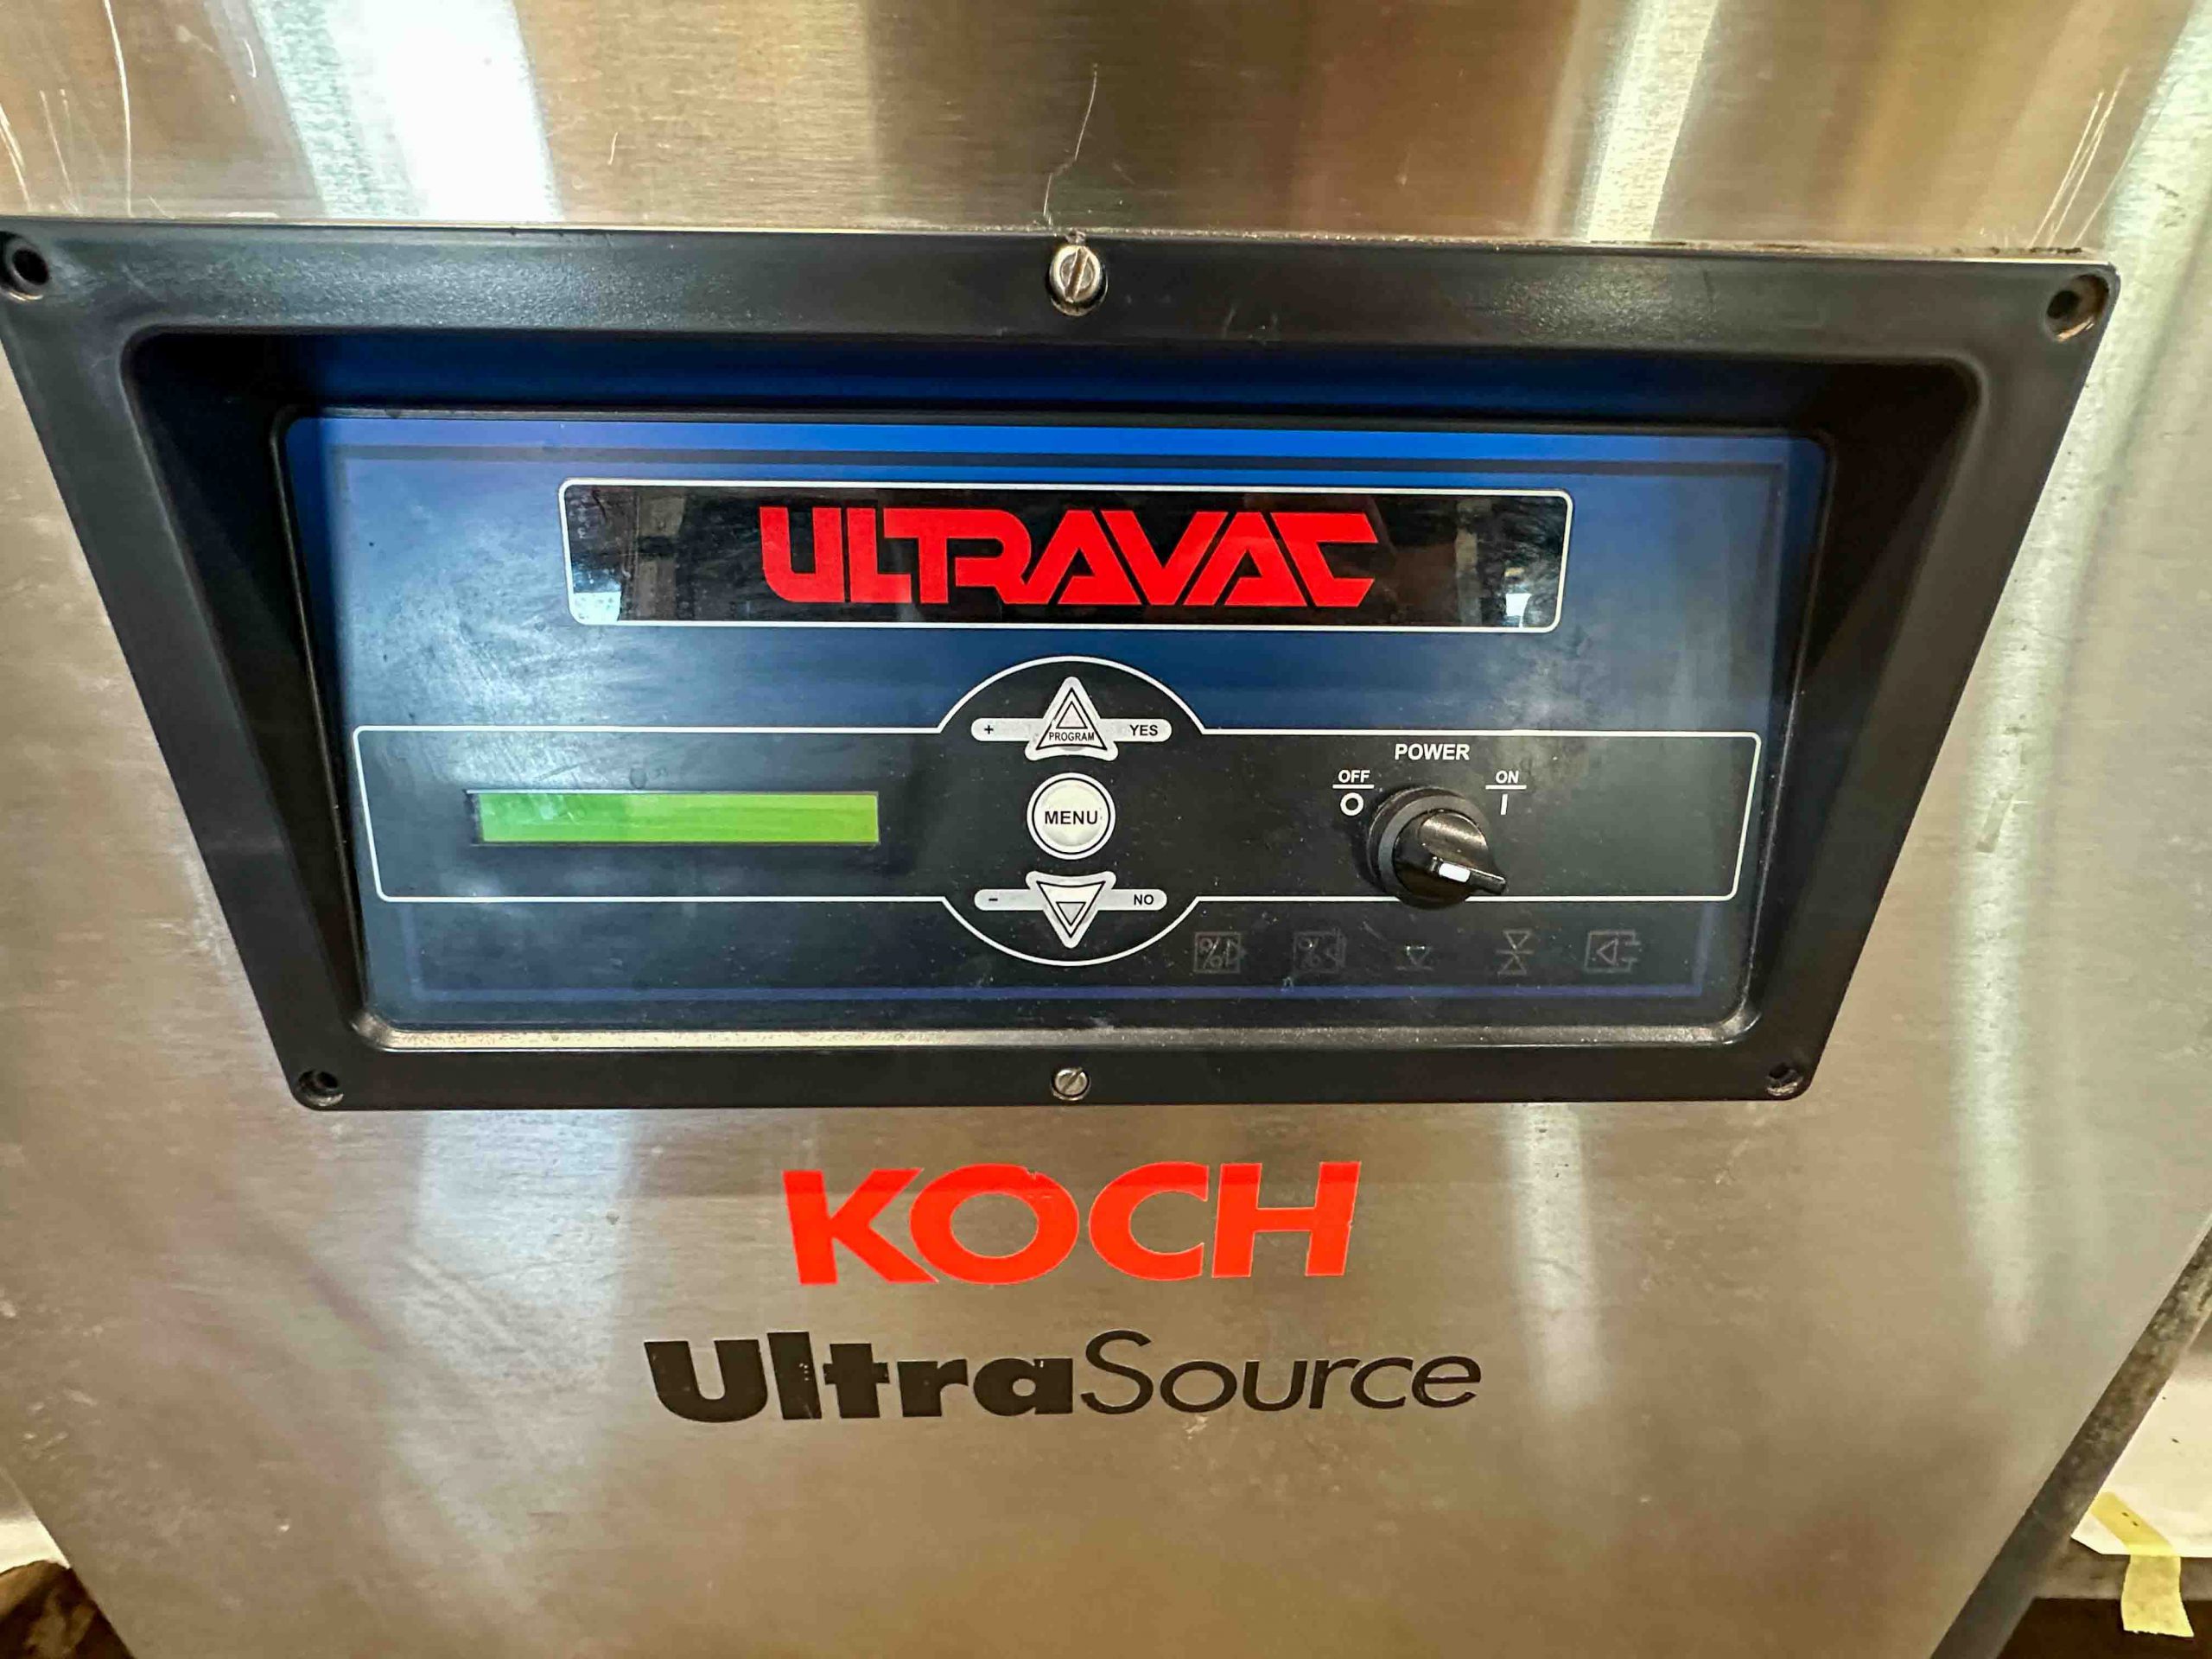 ULTRAVAC
+ PROGRAM YES
POWER
OFF ON
O I
MENU
- NO
KOCH
UltraSource